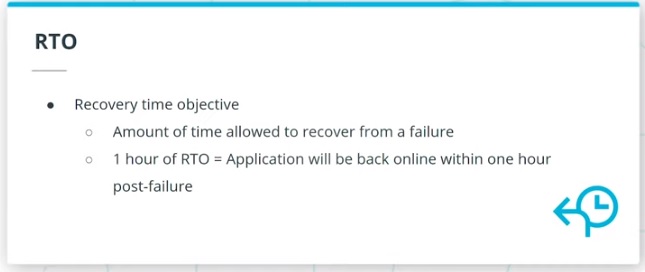 RTO
● Recovery time objective
○ Amount of time allowed to recover from a failure
○ 1 hour of RTO = Application will be back online within one hour
post-failure